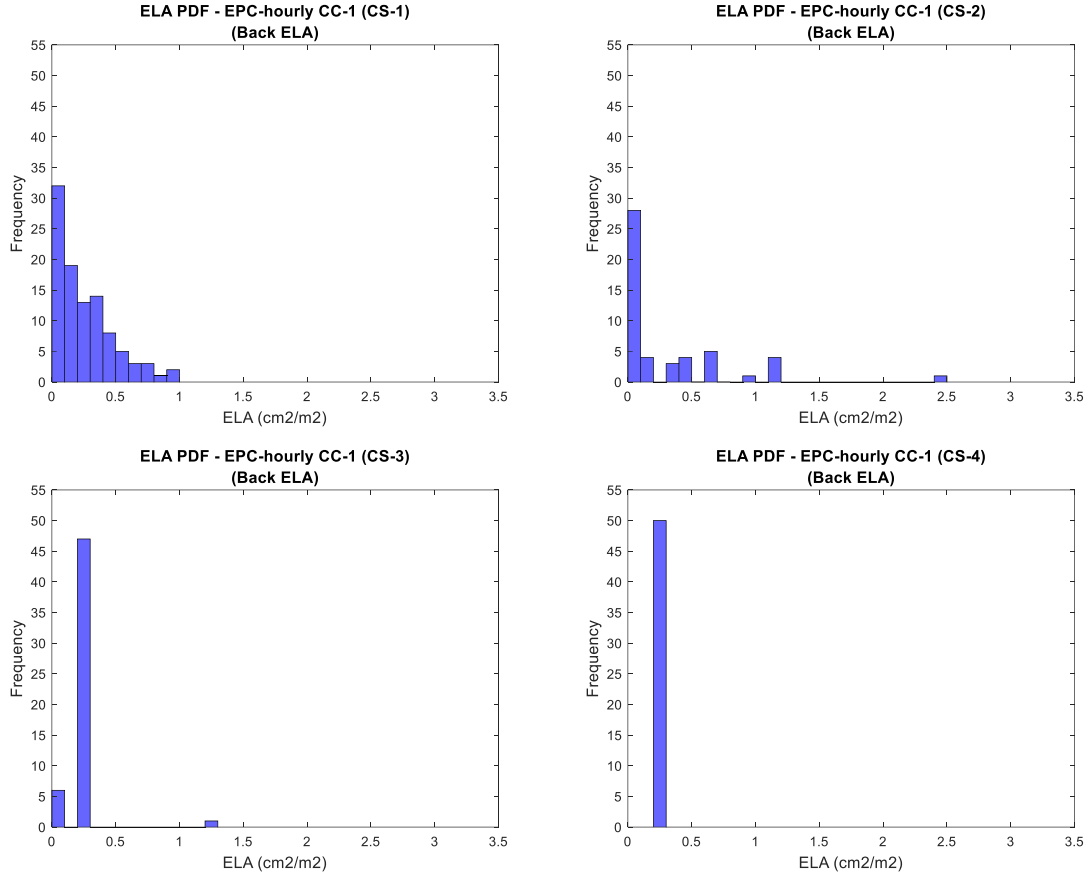 ELA PDF - EPC-hourly CC-1 (CS-1)
(Back ELA)
55
50
45
40
35
30
25
20
15
10
5
0
Frequency
0 0.5 1 1.5 2 2.5 3 3.5
ELA (cm2/m2)
ELA PDF - EPC-hourly CC-1 (CS-2)
(Back ELA)
55
50
45
40
35
30
25
20
15
10
5
0
Frequency
0 0.5 1 1.5 2 2.5 3 3.5
ELA (cm2/m2)
ELA PDF - EPC-hourly CC-1 (CS-3)
(Back ELA)
55
50
45
40
35
30
25
20
15
10
5
0
Frequency
0 0.5 1 1.5 2 2.5 3 3.5
ELA (cm2/m2)
ELA PDF - EPC-hourly CC-1 (CS-4)
(Back ELA)
55
50
45
40
35
30
25
20
15
10
5
0
Frequency
0 0.5 1 1.5 2 2.5 3 3.5
ELA (cm2/m2)